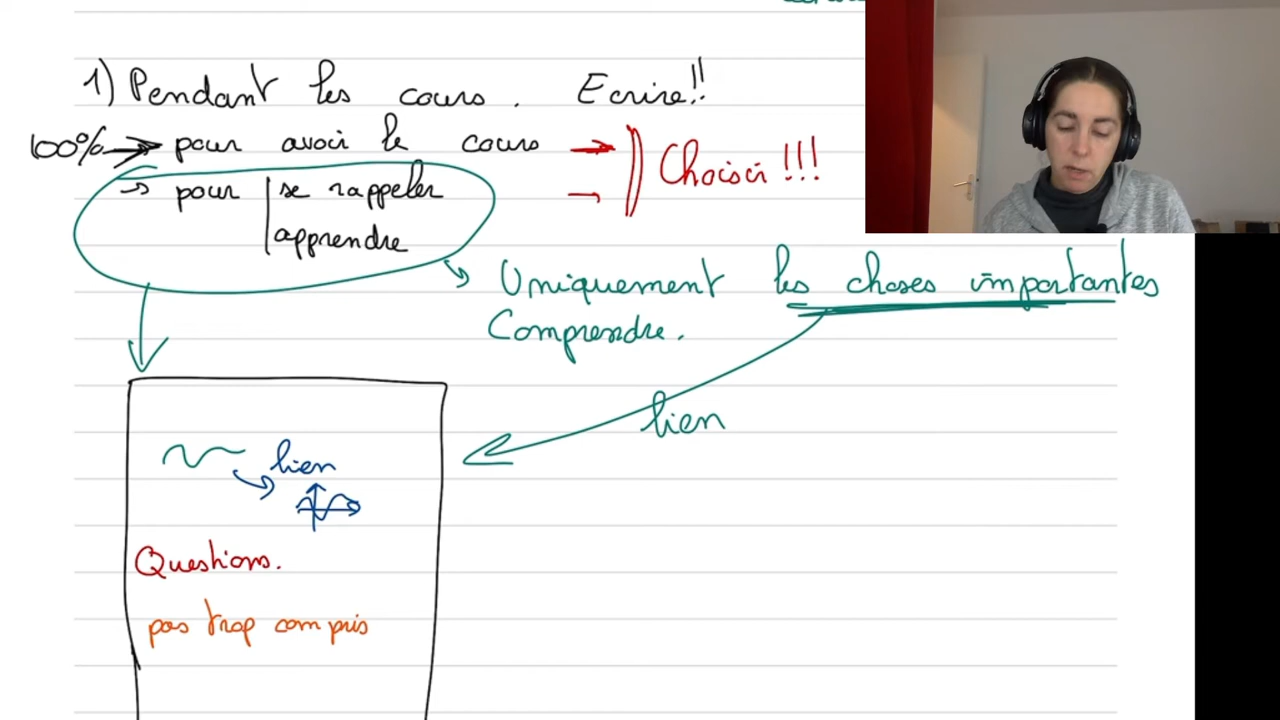 1) Pendant les cours. Ecrire!!
100% → pour avoir le cours → Choisir !!!
→ pour se rappeler →
apprendre
Uniquement les choses importantes
Comprendre.
lien
lien
Questions.
pas trop compris